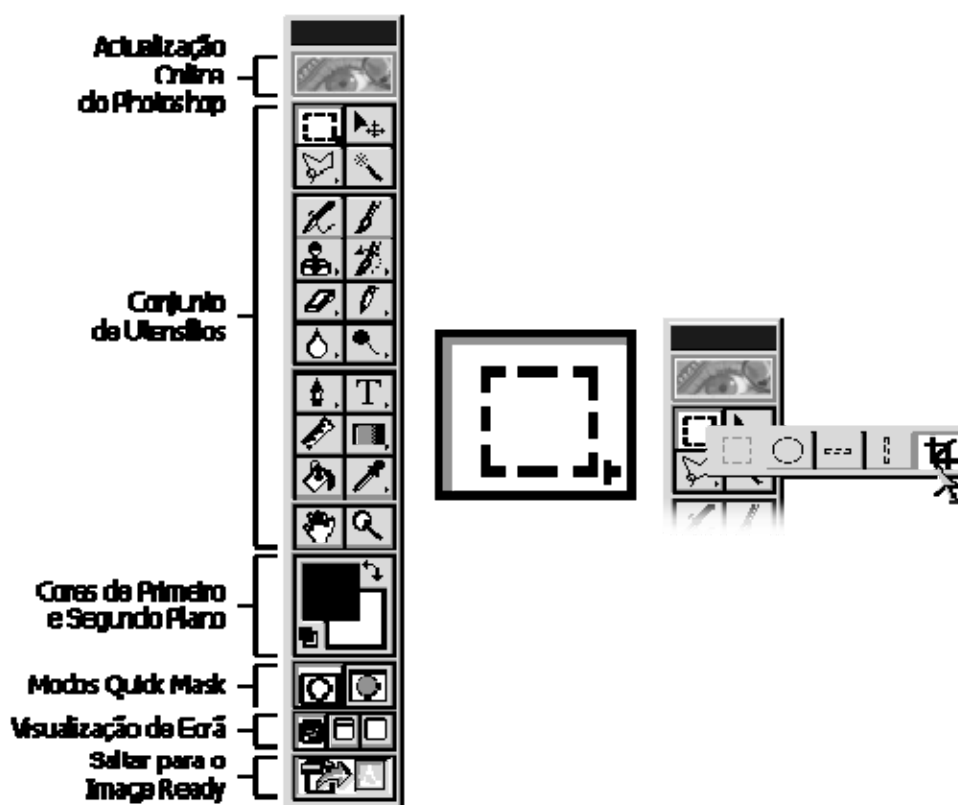 Actualização
Online
do Photoshop
Conjunto
de Utensílios
T
Cores de Primeiro
e Segundo Plano
Modos Quick Mask
Visualização de Ecrã
Saltar para o
Image Ready